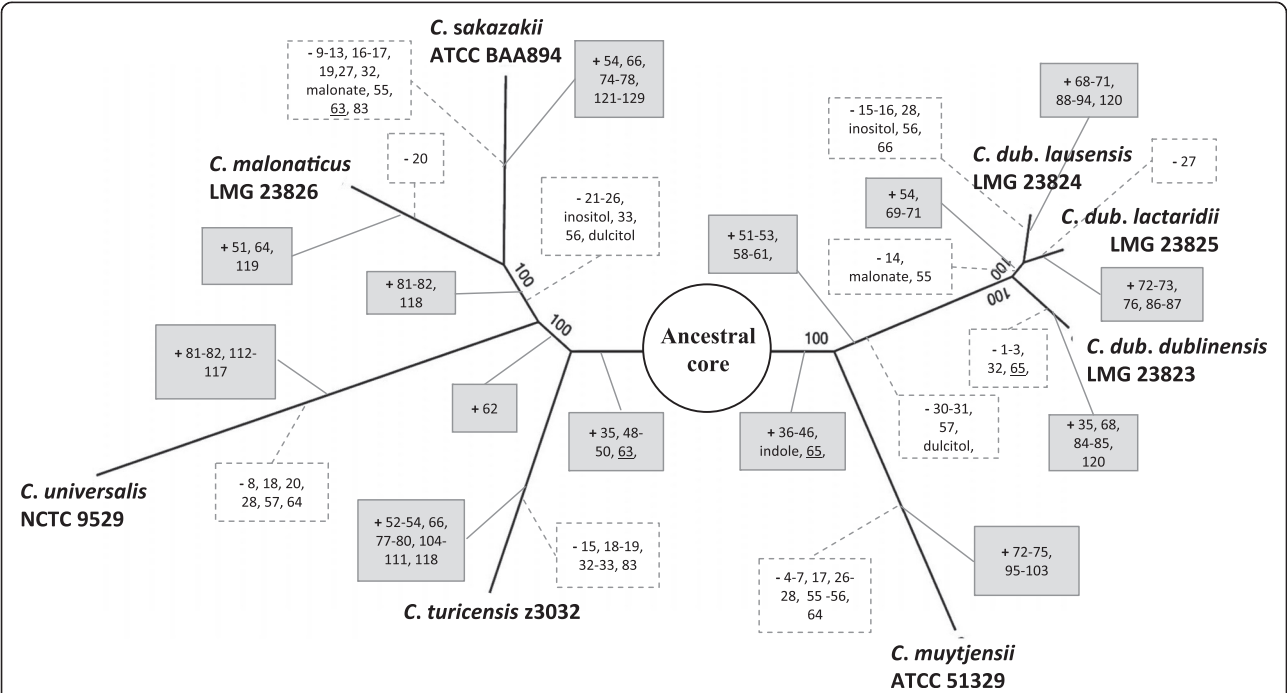 C. sakazakii
ATCC BAA894
- 9-13, 16-17,
19,27, 32,
malonate, 55,
63, 83
+ 54, 66,
74-78,
121-129
- 20
C. malonaticus
LMG 23826
- 21-26,
inositol, 33,
56, dulcitol
+ 51, 64,
119
+ 81-82,
118
100
100
+ 81-82, 112-
117
+ 62
+ 35, 48-
50, 63,
- 8, 18, 20,
28, 57, 64
C. universalis
NCTC 9529
+ 52-54, 66,
77-80, 104-
111, 118
- 15, 18-19,
32-33, 83
C. turicensis z3032
Ancestral
core
100
+ 68-71,
88-94, 120
- 15-16, 28,
inositol, 56,
66
C. dub. lausensis
LMG 23824
- 27
+ 54,
69-71
+ 51-53,
58-61,
C. dub. lactaridii
LMG 23825
- 14,
malonate, 55
100
100
+ 72-73,
76, 86-87
- 1-3,
32, 65,
C. dub. dublinensis
LMG 23823
+ 36-46,
indole, 65,
- 30-31,
57,
dulcitol,
+ 35, 68,
84-85,
120
- 4-7, 17, 26-
28, 55 -56,
64
+ 72-75,
95-103
C. muytjensii
ATCC 51329